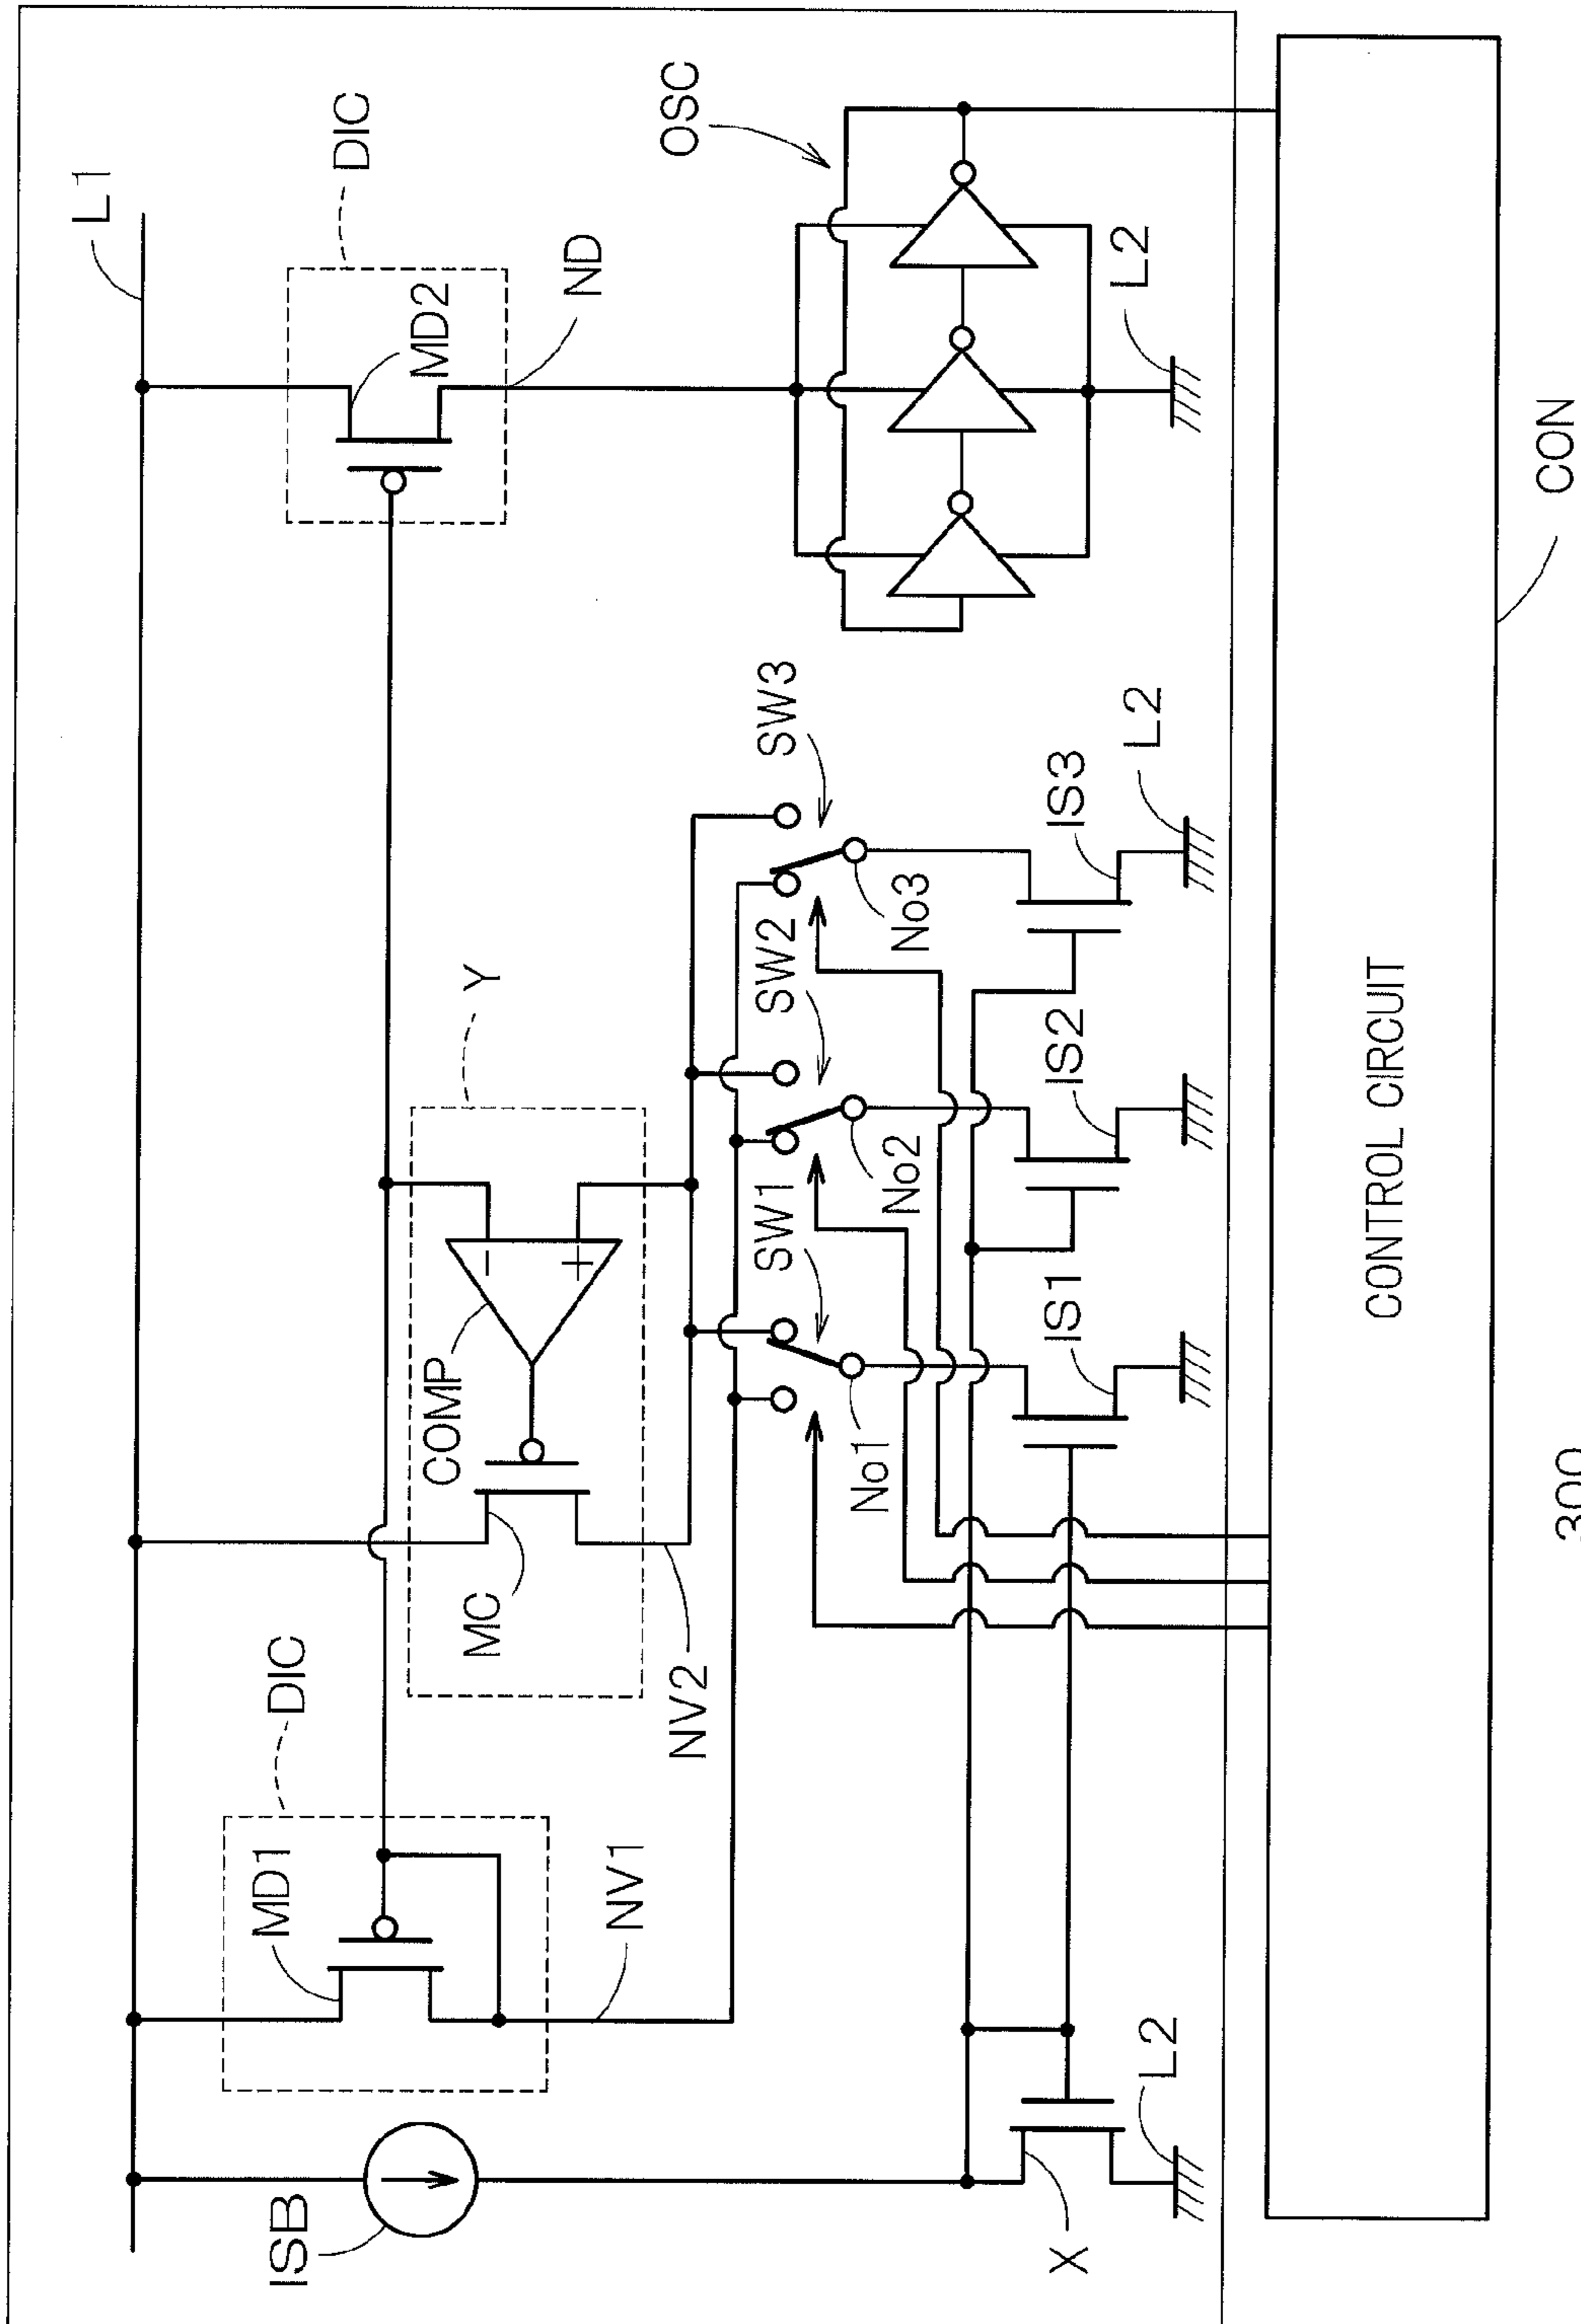 L1
DIC
MD1
ISB
DIC
MD2
ND
Y
COMP
MC
NV1
NV2
OSC
SW1
SW2
SW3
No1
No2
No3
IS1
IS2
IS3
X
L2
L2
L2
CONTROL CIRCUIT
CON
300